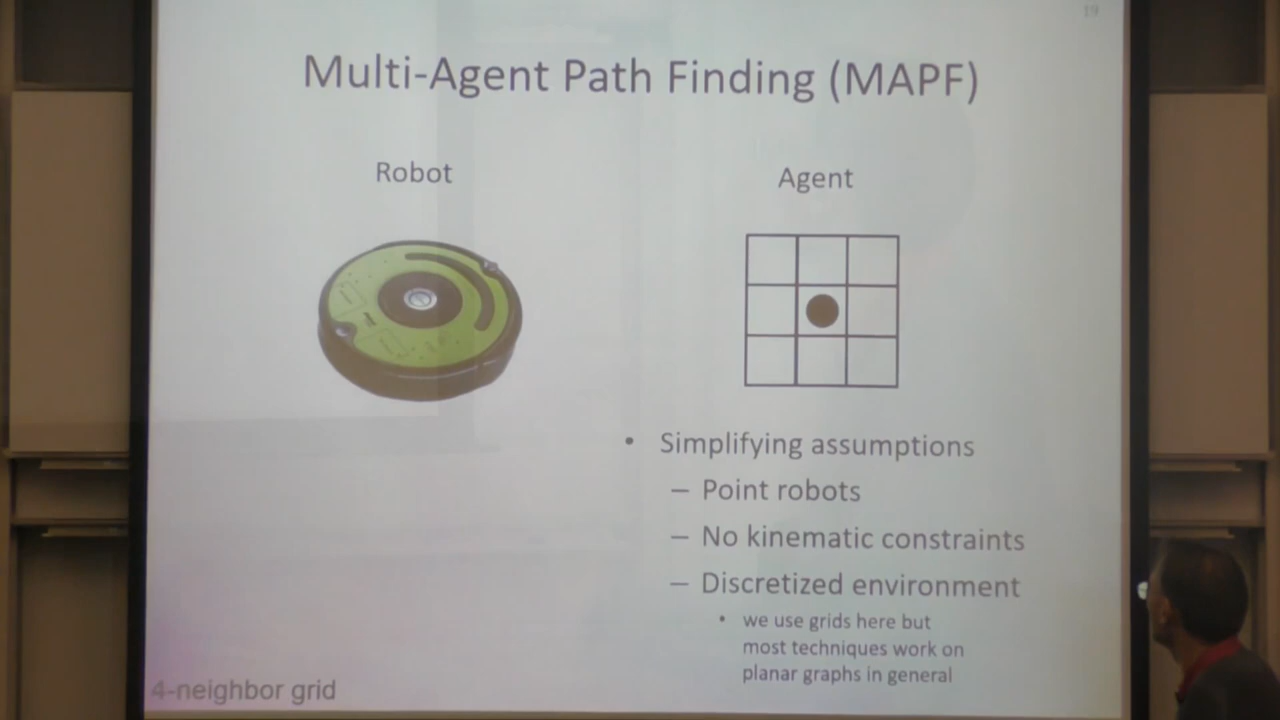 19
Multi-Agent Path Finding (MAPF)
Robot
Agent
• Simplifying assumptions
– Point robots
– No kinematic constraints
– Discretized environment
• we use grids here but
most techniques work on
planar graphs in general
4-neighbor grid